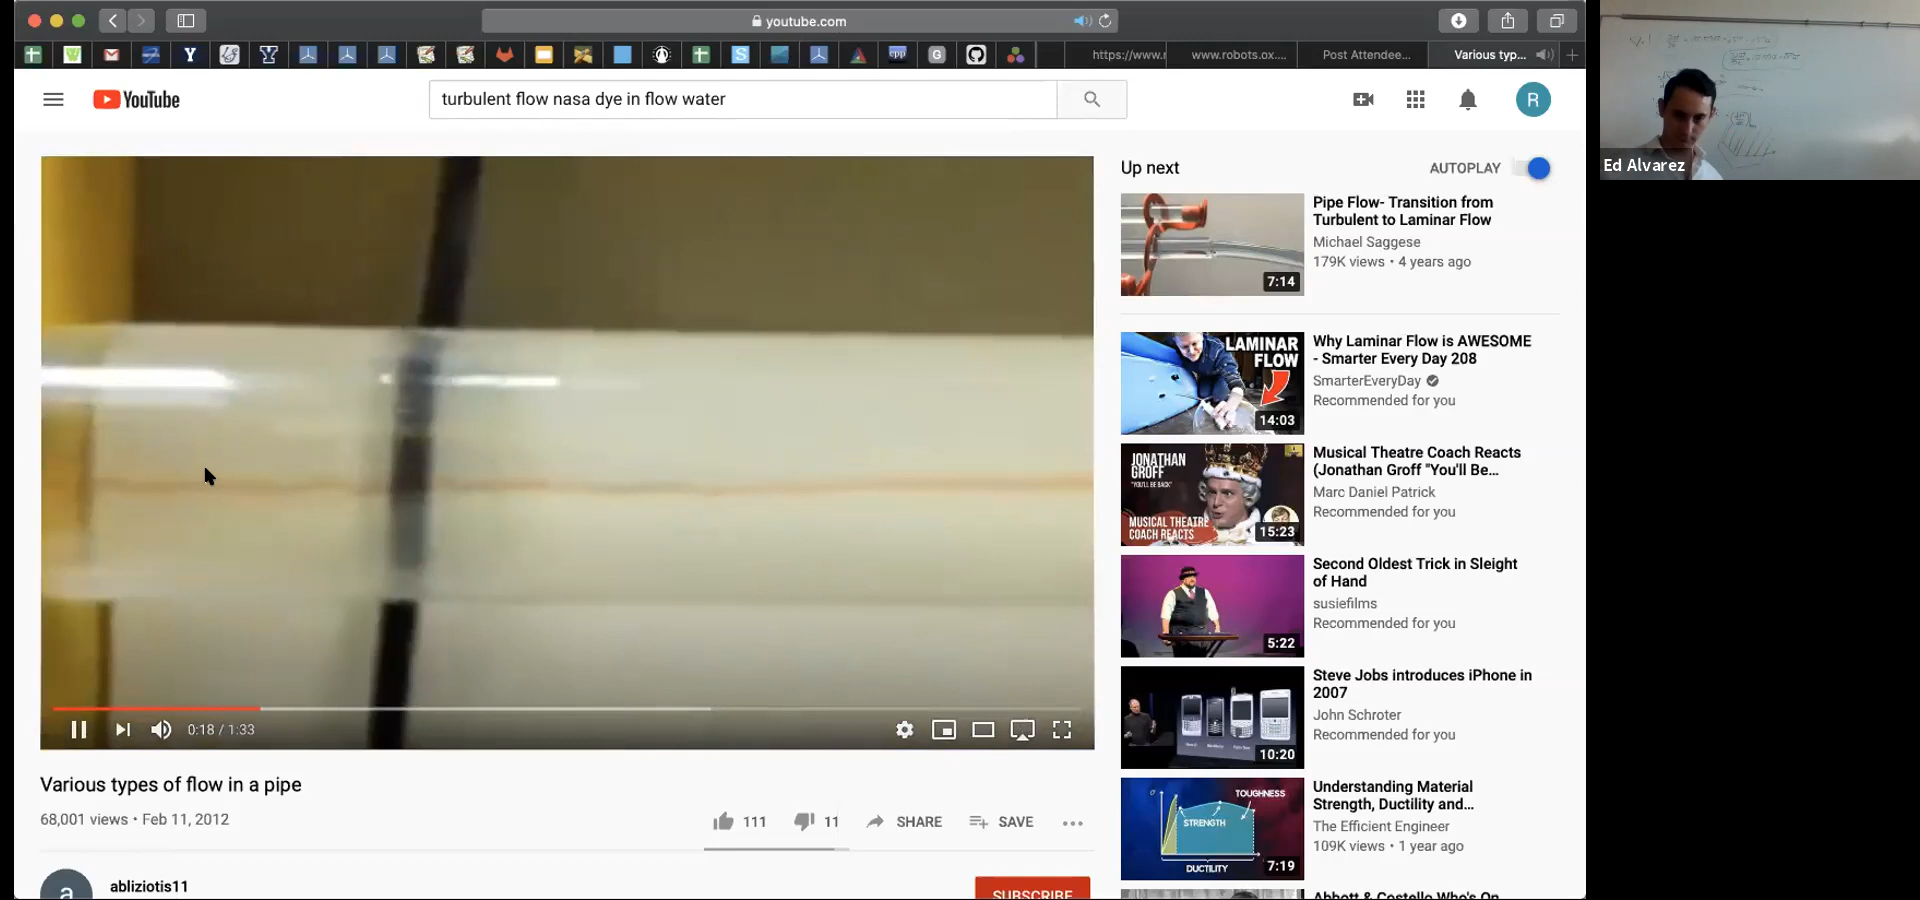 youtube.com
https://www.r
www.robots.ox....
Post Attendee...
Various typ...
YouTube
turbulent flow nasa dye in flow water
R
Ed Alvarez
Up next
AUTOPLAY
Pipe Flow- Transition from
Turbulent to Laminar Flow
Michael Saggese
179K views • 4 years ago
7:14
LAMINAR
FLOW
14:03
Why Laminar Flow is AWESOME
- Smarter Every Day 208
SmarterEveryDay
Recommended for you
JONATHAN
GROFF
"YOU'LL BE BACK"
MUSICAL THEATRE
COACH REACTS
15:23
Musical Theatre Coach Reacts
(Jonathan Groff "You'll Be...
Marc Daniel Patrick
Recommended for you
5:22
Second Oldest Trick in Sleight
of Hand
susiefilms
Recommended for you
10:20
Steve Jobs introduces iPhone in
2007
John Schroter
Recommended for you
TOUGHNESS
STRENGTH
DUCTILITY
7:19
Understanding Material
Strength, Ductility and...
The Efficient Engineer
109K views • 1 year ago
Abbott & Costello Who's On
0:18 / 1:33
Various types of flow in a pipe
68,001 views • Feb 11, 2012
111
11
SHARE
SAVE
a
abliziotis11
SUBSCRIBE